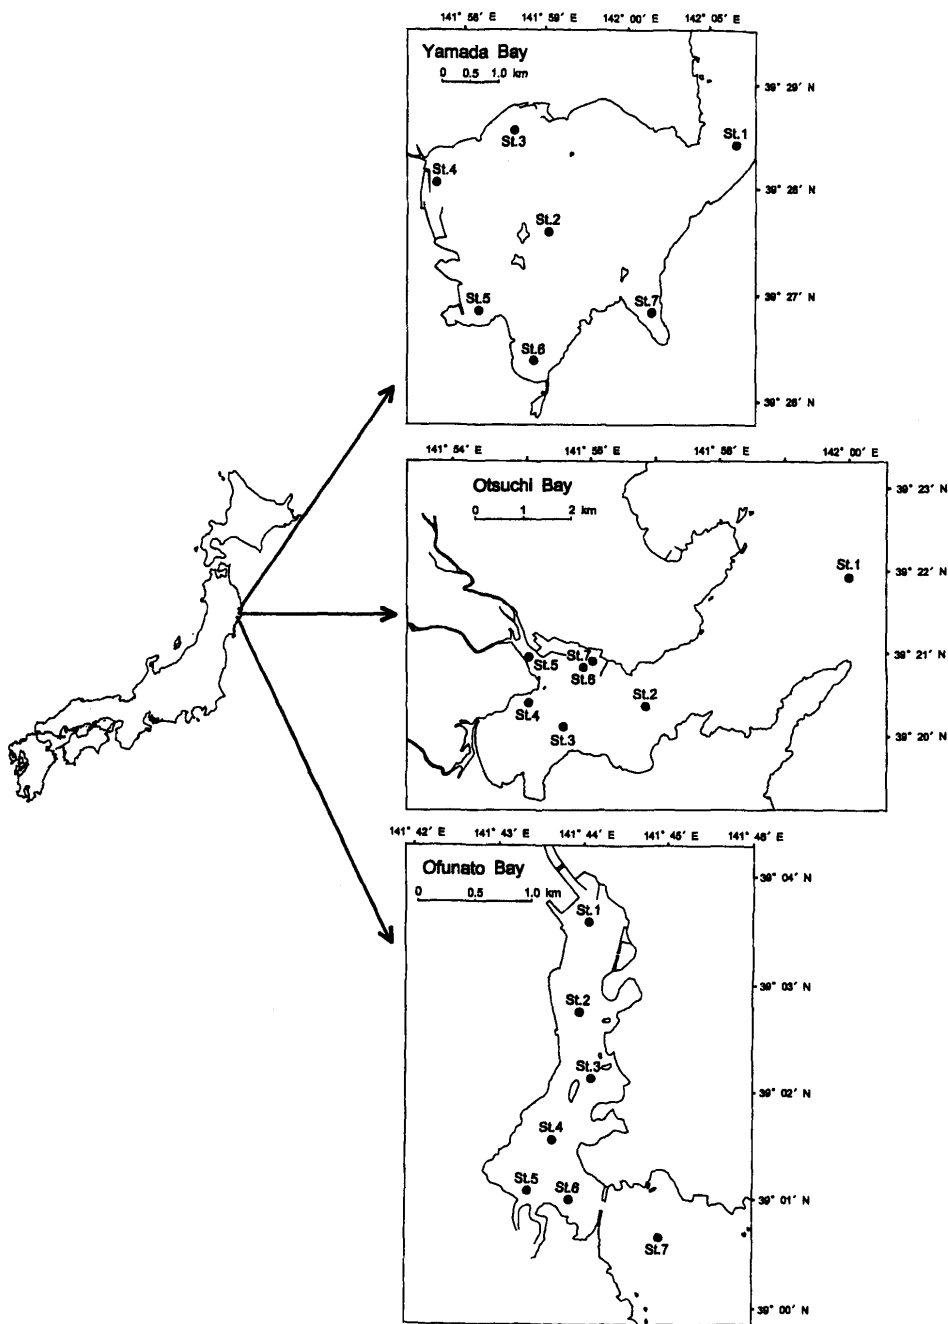 141° 58′ E 141° 59′ E 142° 00′ E 142° 05′ E
Yamada Bay
0 0.5 1.0 km
39° 29′ N
St.3
St.1
St.4
39° 28′ N
St.2
St.5
St.7
39° 27′ N
St.6
39° 26′ N
141° 54′ E 141° 56′ E 141° 58′ E 142° 00′ E
Otsuchi Bay
0 1 2 km
39° 23′ N
St.1
39° 22′ N
St.5
St.7
39° 21′ N
St.6
St.2
St.4
St.3
39° 20′ N
141° 42′ E 141° 43′ E 141° 44′ E 141° 45′ E 141° 46′ E
Ofunato Bay
0 0.5 1.0 km
39° 04′ N
St.1
39° 03′ N
St.2
St.3
39° 02′ N
St.4
St.5
St.6
39° 01′ N
St.7
39° 00′ N